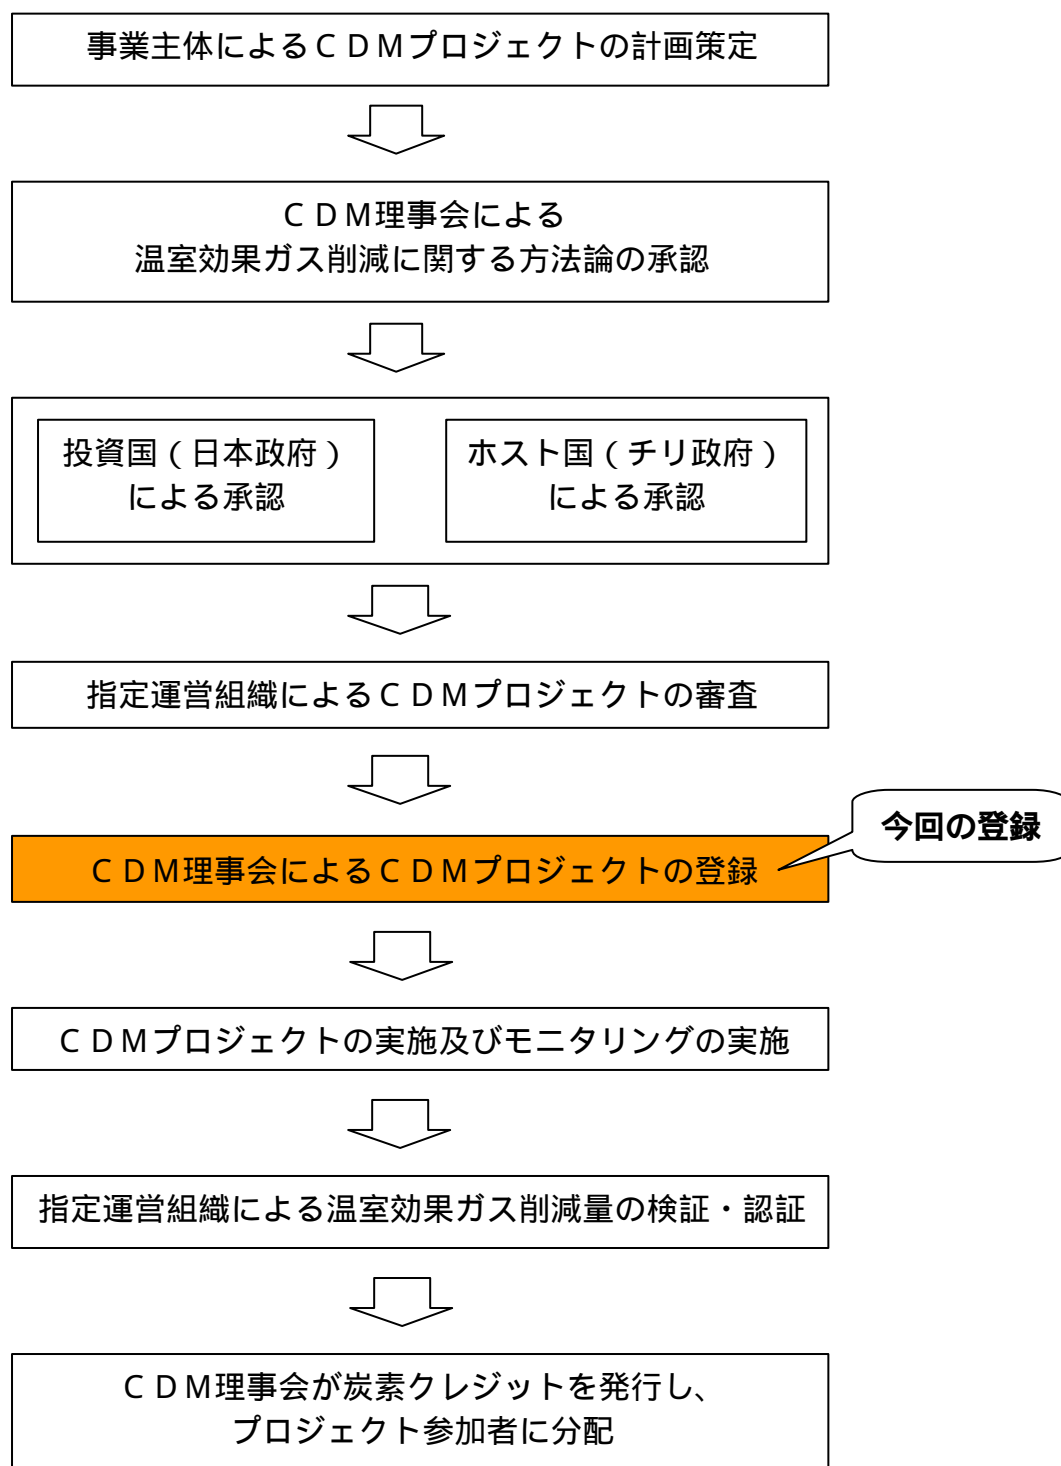 事業主体によるＣＤＭプロジェクトの計画策定
ＣＤＭ理事会による
温室効果ガス削減に関する方法論の承認
投資国（日本政府）
による承認
ホスト国（チリ政府）
による承認
指定運営組織によるＣＤＭプロジェクトの審査
ＣＤＭ理事会によるＣＤＭプロジェクトの登録
今回の登録
ＣＤＭプロジェクトの実施及びモニタリングの実施
指定運営組織による温室効果ガス削減量の検証・認証
ＣＤＭ理事会が炭素クレジットを発行し、
プロジェクト参加者に分配